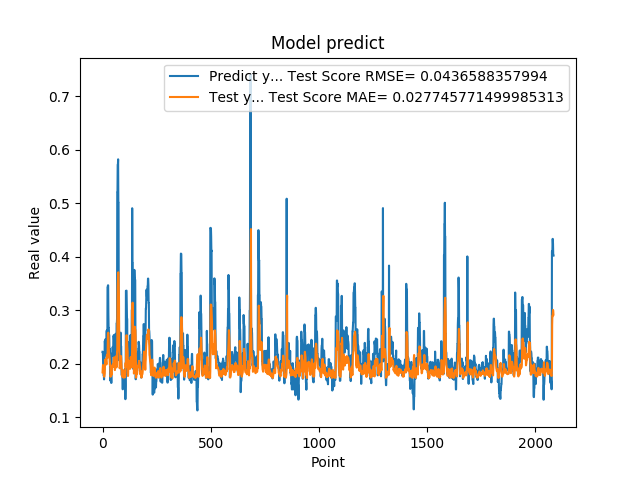 Model predict
Predict y... Test Score RMSE= 0.0436588357994
Test y... Test Score MAE= 0.027745771499985313
0.7
0.6
0.5
0.4
0.3
0.2
0.1
Real value
0 500 1000 1500 2000
Point